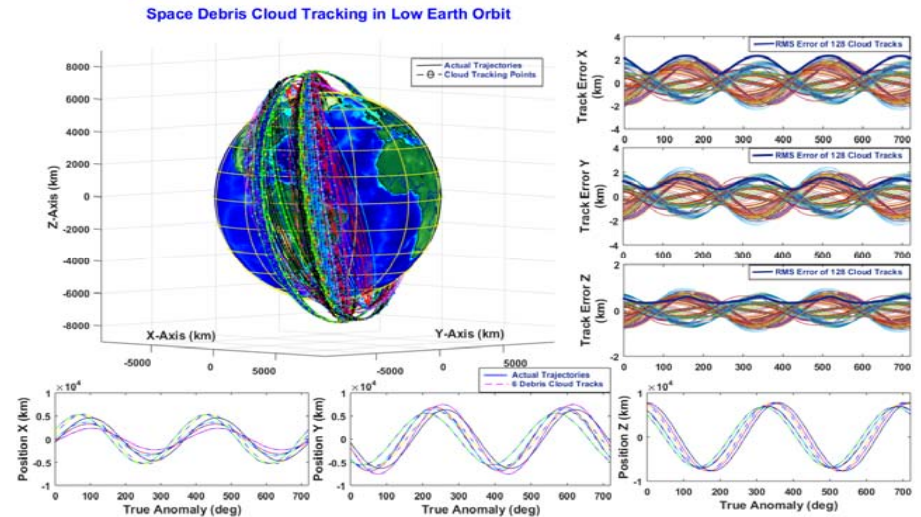 Space Debris Cloud Tracking in Low Earth Orbit
Actual Trajectories
Cloud Tracking Points
8000
6000
4000
2000
0
-2000
-4000
-6000
-8000
Z-Axis (km)
X-Axis (km)
Y-Axis (km)
-5000
0
5000
-5000
0
5000
RMS Error of 128 Cloud Tracks
Track Error X
(km)
4
2
0
-2
-4
0 100 200 300 400 500 600 700
RMS Error of 128 Cloud Tracks
Track Error Y
(km)
4
2
0
-2
-4
0 100 200 300 400 500 600 700
RMS Error of 128 Cloud Tracks
Track Error Z
(km)
2
0
-2
0 100 200 300 400 500 600 700
Actual Trajectories
6 Debris Cloud Tracks
×10⁴
Position X (km)
1
0.5
0
-0.5
-1
0 100 200 300 400 500 600 700
True Anomaly (deg)
×10⁴
Position Y (km)
1
0.5
0
-0.5
-1
0 100 200 300 400 500 600 700
True Anomaly (deg)
×10⁴
Position Z (km)
1
0
-1
0 100 200 300 400 500 600 700
True Anomaly (deg)